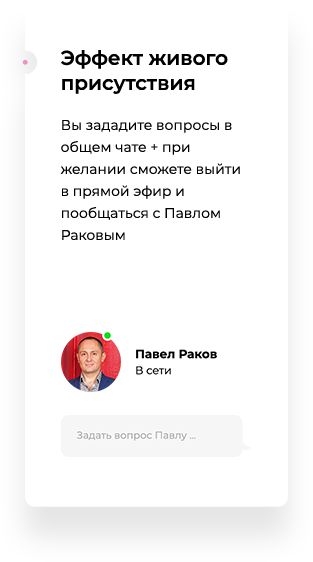 Эффект живого
присутствия
Вы зададите вопросы в
общем чате + при
желании сможете выйти
в прямой эфир и
пообщаться с Павлом
Раковым
Павел Раков
В сети
Задать вопрос Павлу ...